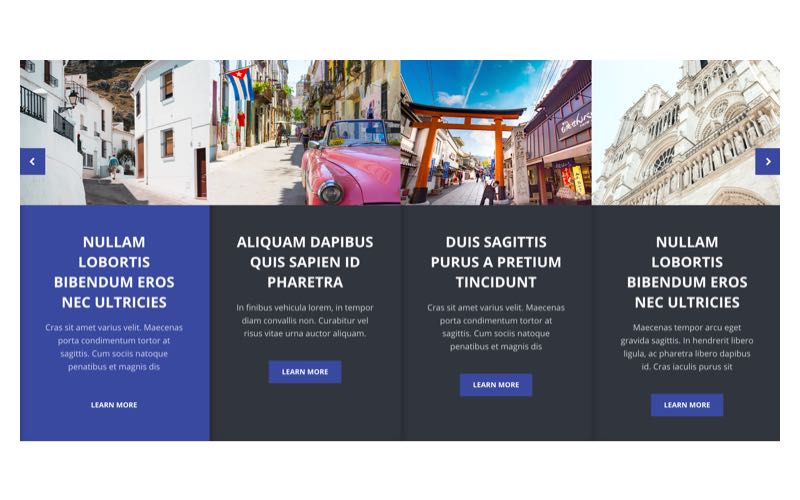 NULLAM
LOBORTIS
BIBENDUM EROS
NEC ULTRICIES
Cras sit amet varius velit. Maecenas
porta condimentum tortor at
sagittis. Cum sociis natoque
penatibus et magnis dis
LEARN MORE
ALIQUAM DAPIBUS
QUIS SAPIEN ID
PHARETRA
In finibus vehicula lorem, in tempor
diam convallis non. Curabitur vel
risus vitae urna auctor aliquam.
LEARN MORE
DUIS SAGITTIS
PURUS A PRETIUM
TINCIDUNT
Cras sit amet varius velit. Maecenas
porta condimentum tortor at
sagittis. Cum sociis natoque
penatibus et magnis dis
LEARN MORE
NULLAM
LOBORTIS
BIBENDUM EROS
NEC ULTRICIES
Maecenas tempor arcu eget
gravida sagittis. In hendrerit libero
ligula, ac pharetra libero dapibus
id. Cras iaculis purus sit
LEARN MORE